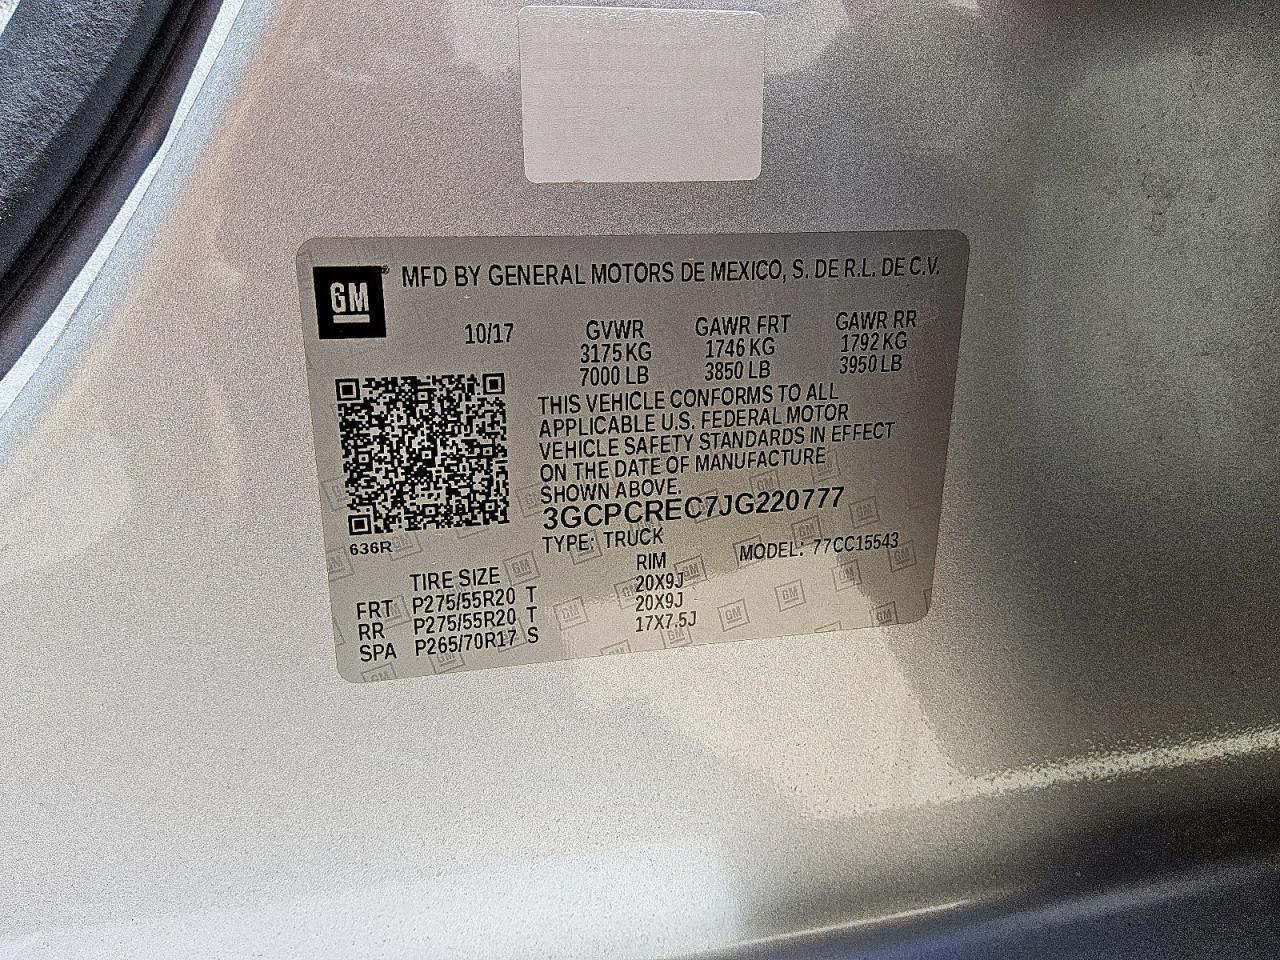 GM
MFD BY GENERAL MOTORS DE MEXICO, S. DE R.L. DE C.V.
10/17 GVWR GAWR FRT GAWR RR
3175 KG 1746 KG 1792 KG
7000 LB 3850 LB 3950 LB
THIS VEHICLE CONFORMS TO ALL
APPLICABLE U.S. FEDERAL MOTOR
VEHICLE SAFETY STANDARDS IN EFFECT
ON THE DATE OF MANUFACTURE
SHOWN ABOVE.
3GCPCREC7JG220777
636R TYPE: TRUCK MODEL: 77CC15543
TIRE SIZE RIM
FRT P275/55R20 T 20X9J
RR P275/55R20 T 20X9J
SPA P265/70R17 S 17X7.5J